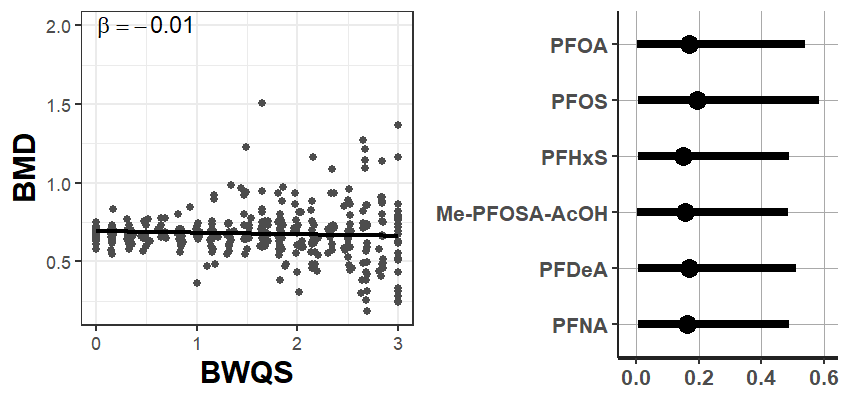 β = −0.01
2.0
1.5
1.0
0.5
BMD
0
1
2
3
BWQS
PFOA
PFOS
PFHxS
Me-PFOSA-AcOH
PFDeA
PFNA
0.0
0.2
0.4
0.6